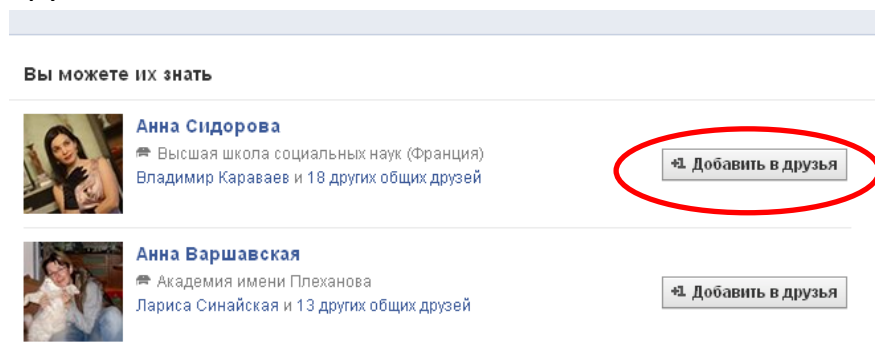 Вы можете их знать
Анна Сидорова
Высшая школа социальных наук (Франция)
Владимир Караваев и 18 других общих друзей
+1 Добавить в друзья
Анна Варшавская
Академия имени Плеханова
Лариса Синайская и 13 других общих друзей
+1 Добавить в друзья